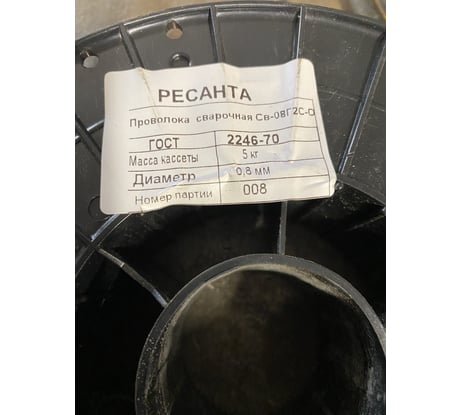 РЕСАНТА
Проволока сварочная Св-08Г2С-О
ГОСТ 2246-70
Масса кассеты 5 кг
Диаметр 0,8 мм
Номер партии 008